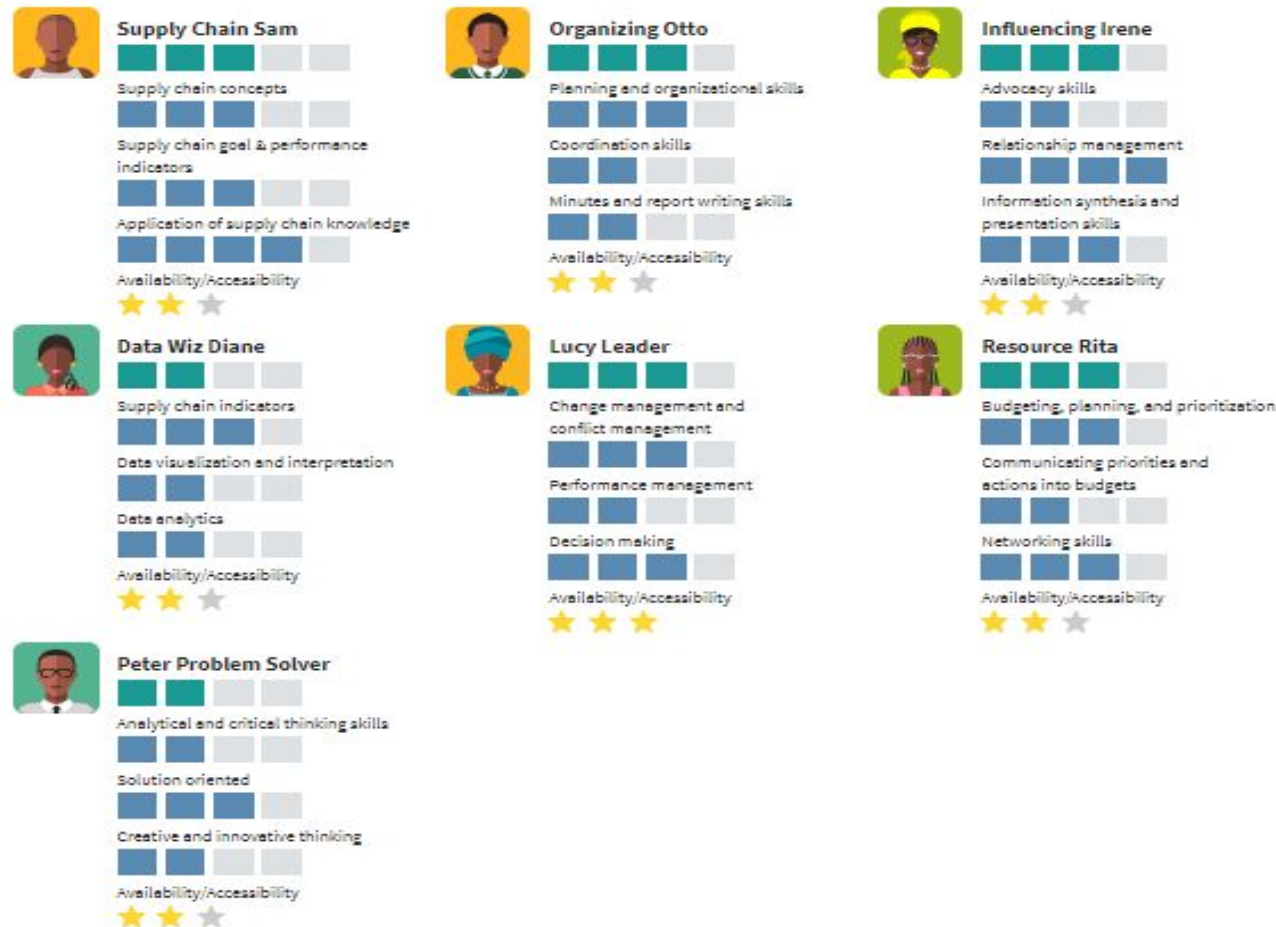 Supply Chain Sam
Supply chain concepts
Supply chain goal & performance
indicators
Application of supply chain knowledge
Availability/Accessibility
Organizing Otto
Planning and organizational skills
Coordination skills
Minutes and report writing skills
Availability/Accessibility
Influencing Irene
Advocacy skills
Relationship management
Information synthesis and
presentation skills
Availability/Accessibility
Data Wiz Diane
Supply chain indicators
Data visualization and interpretation
Data analytics
Availability/Accessibility
Lucy Leader
Change management and
conflict management
Performance management
Decision making
Availability/Accessibility
Resource Rita
Budgeting, planning, and prioritization
Communicating priorities and
actions into budgets
Networking skills
Availability/Accessibility
Peter Problem Solver
Analytical and critical thinking skills
Solution oriented
Creative and innovative thinking
Availability/Accessibility